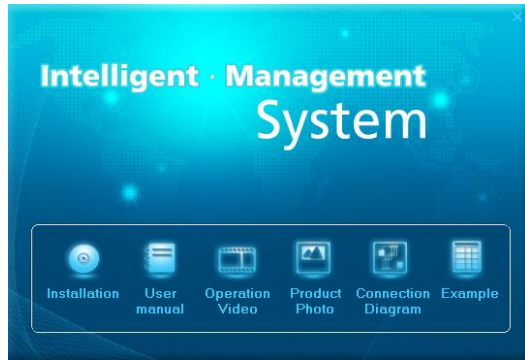 Intelligent · Management
System
Installation
User
manual
Operation
Video
Product
Photo
Connection
Diagram
Example